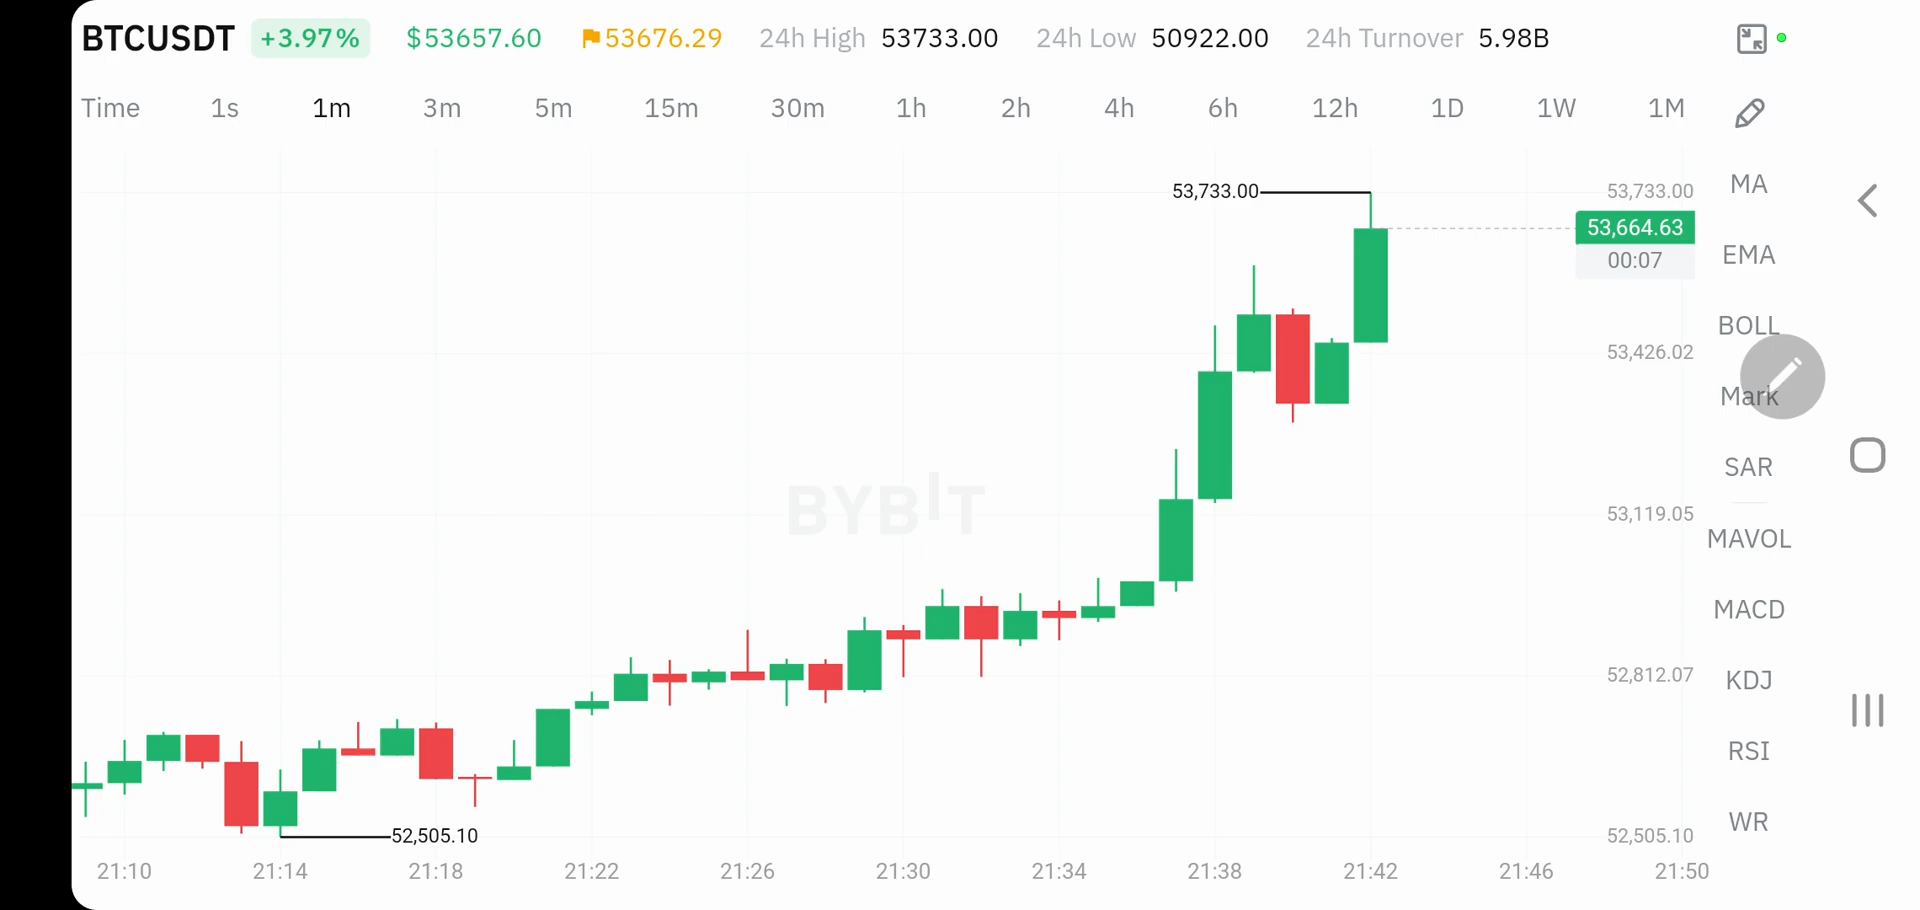 BTCUSDT +3.97% $53657.60 53676.29 24h High 53733.00 24h Low 50922.00 24h Turnover 5.98B
Time 1s 1m 3m 5m 15m 30m 1h 2h 4h 6h 12h 1D 1W 1M
53,733.00 53,733.00 MA
53,664.63
00:07 EMA
BOLL
53,426.02
Mark
SAR
BYBIT 53,119.05
MAVOL
MACD
52,812.07 KDJ
RSI
WR
52,505.10 52,505.10
21:10 21:14 21:18 21:22 21:26 21:30 21:34 21:38 21:42 21:46 21:50